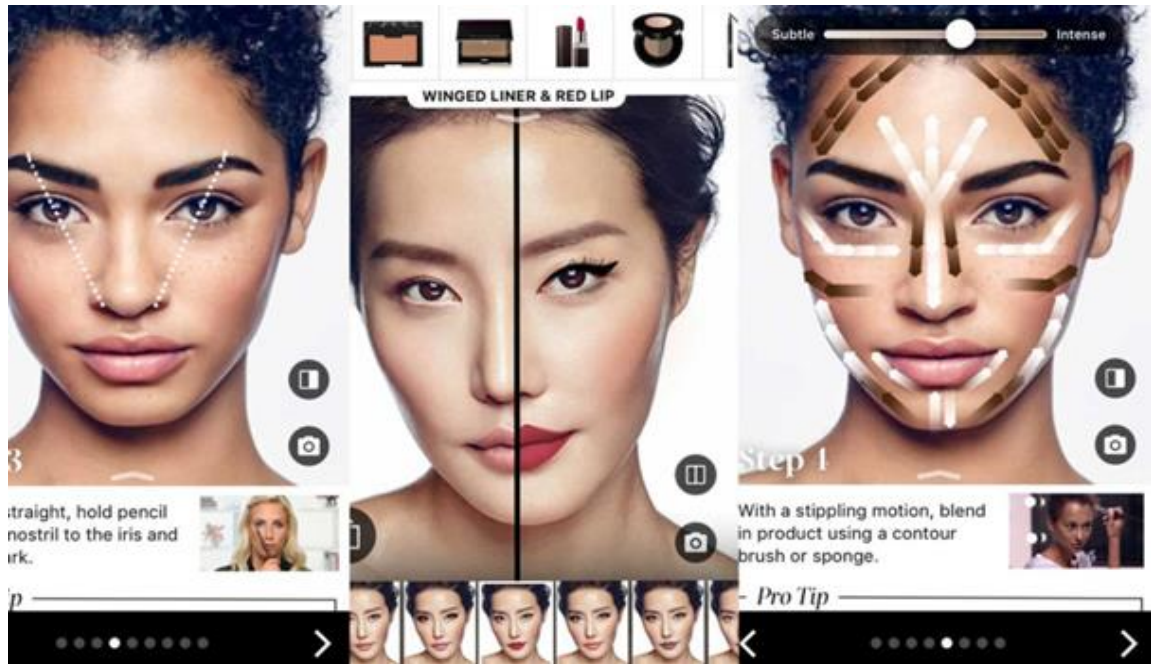 3
straight, hold pencil
nostril to the iris and
WINGED LINER & RED LIP
Subtle
Intense
Step
With a stippling motion, blend
in product using a contour
brush or sponge.
Pro Tip